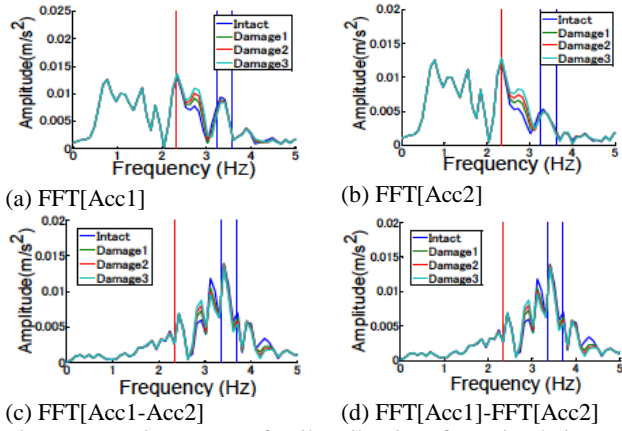 0.025
0.02
0.015
0.01
0.005
0
Amplitude(m/s²)
Intact
Damage1
Damage2
Damage3
0 1 2 3 4 5
Frequency (Hz)
(a) FFT[Acc1]
0.02
0.015
0.01
0.005
0
Amplitude(m/s²)
Intact
Damage1
Damage2
Damage3
0 1 2 3 4 5
Frequency (Hz)
(b) FFT[Acc2]
0.02
0.015
0.01
0.005
0
Amplitude(m/s²)
Intact
Damage1
Damage2
Damage3
0 1 2 3 4 5
Frequency (Hz)
(c) FFT[Acc1-Acc2]
0.02
0.015
0.01
0.005
0
Amplitude(m/s²)
Intact
Damage1
Damage2
Damage3
0 1 2 3 4 5
Frequency (Hz)
(d) FFT[Acc1]-FFT[Acc2]